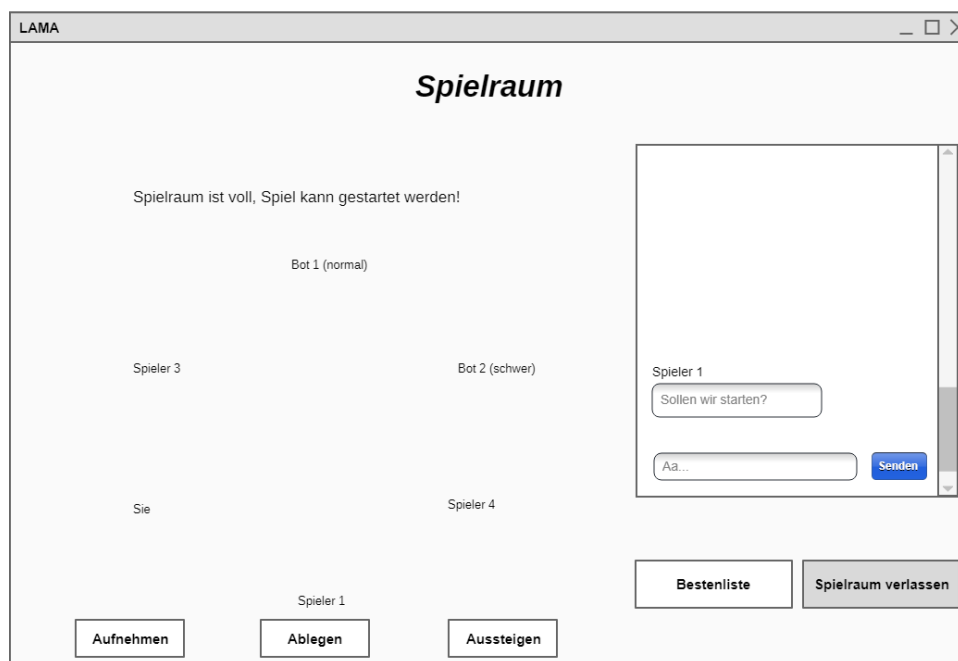 LAMA
Spielraum
Spielraum ist voll, Spiel kann gestartet werden!
Bot 1 (normal)
Spieler 3
Bot 2 (schwer)
Sie
Spieler 4
Spieler 1
Aufnehmen
Ablegen
Aussteigen
Spieler 1
Sollen wir starten?
Aa...
Senden
Bestenliste
Spielraum verlassen